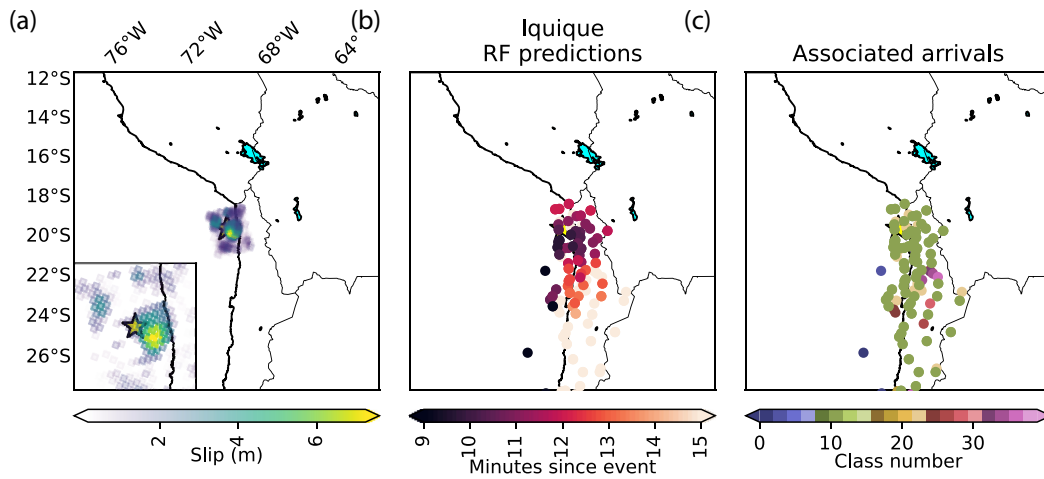 (a)
(b)
(c)
76°W
72°W
68°W
64°
Iquique
RF predictions
Associated arrivals
12°S
14°S
16°S
18°S
20°S
22°S
24°S
26°S
2
4
6
Slip (m)
9
10
11
12
13
14
15
Minutes since event
0
10
20
30
Class number